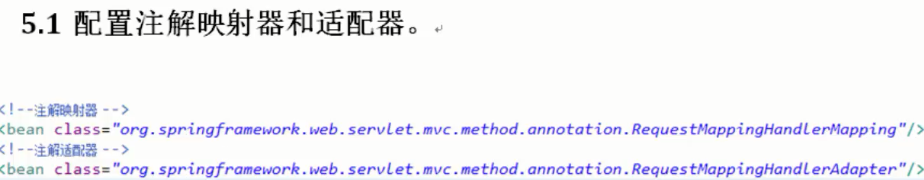 5.1 配置注解映射器和适配器。
<!--注解映射器 -->
<bean class="org.springframework.web.servlet.mvc.method.annotation.RequestMappingHandlerMapping"/>
<!--注解适配器 -->
<bean class="org.springframework.web.servlet.mvc.method.annotation.RequestMappingHandlerAdapter"/>